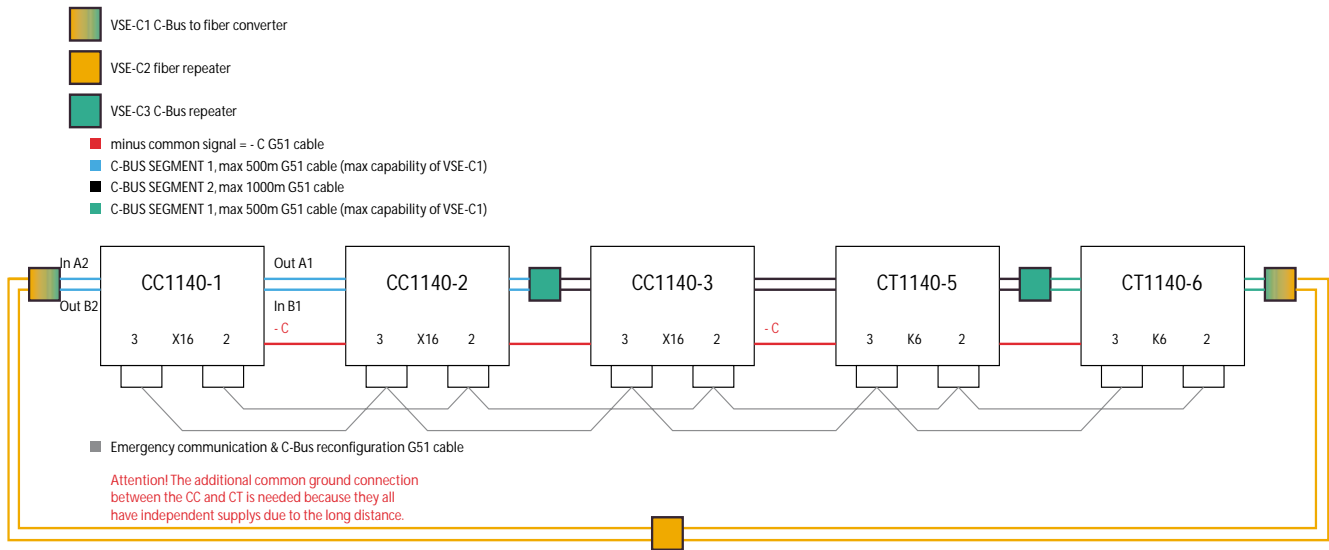 VSE-C1 C-Bus to fiber converter
VSE-C2 fiber repeater
VSE-C3 C-Bus repeater
minus common signal = - C G51 cable
C-BUS SEGMENT 1, max 500m G51 cable (max capability of VSE-C1)
C-BUS SEGMENT 2, max 1000m G51 cable
C-BUS SEGMENT 1, max 500m G51 cable (max capability of VSE-C1)
In A2
Out B2
CC1140-1
3 X16 2
Out A1
In B1
- C
CC1140-2
3 X16 2
CC1140-3
3 X16 2
- C
CT1140-5
3 K6 2
CT1140-6
3 K6 2
Emergency communication & C-Bus reconfiguration G51 cable
Attention! The additional common ground connection
between the CC and CT is needed because they all
have independent supplys due to the long distance.